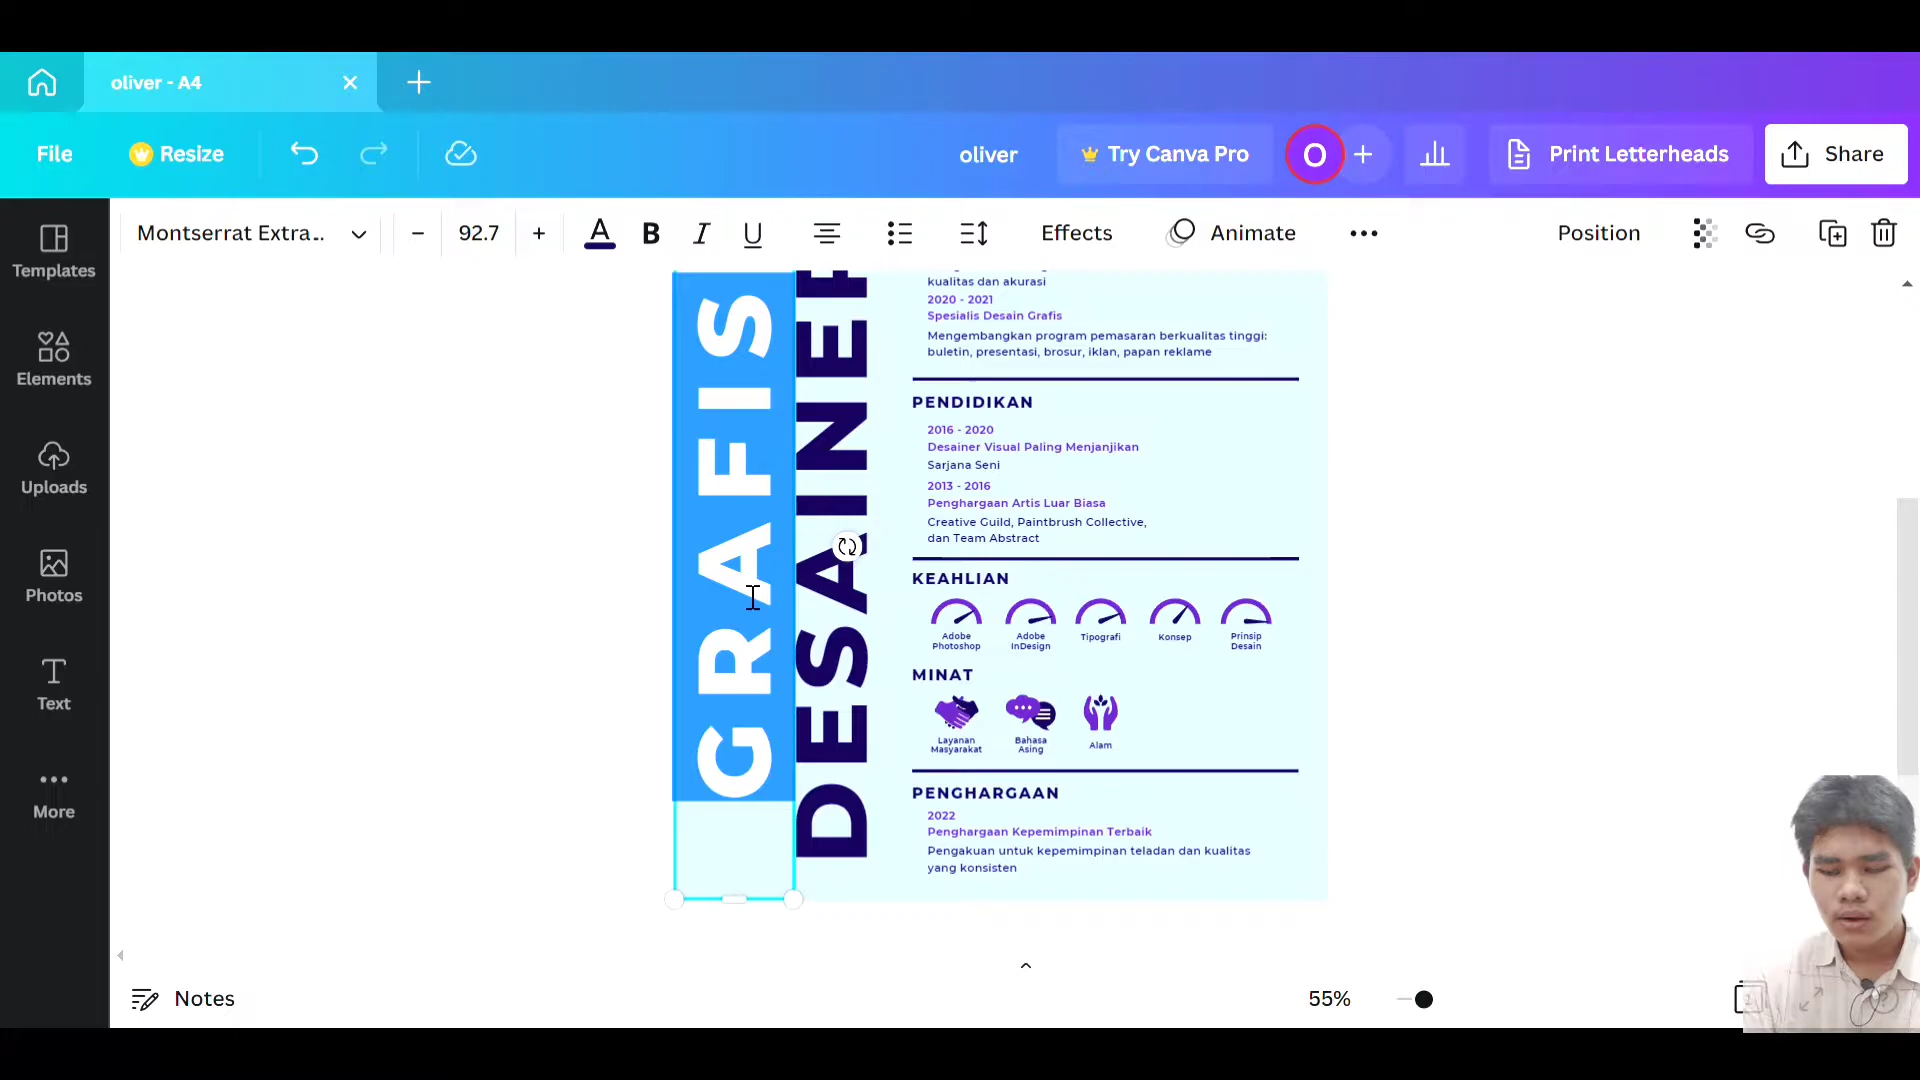 oliver - A4
File
Resize
oliver
Try Canva Pro
O
Print Letterheads
Share
Montserrat Extra...
92.7
A
B
I
U
Effects
Animate
Position
Templates
Elements
Uploads
Photos
Text
More
GRAFIS
DESAINER
kualitas dan akurasi
2020 - 2021
Spesialis Desain Grafis
Mengembangkan program pemasaran berkualitas tinggi:
buletin, presentasi, brosur, iklan, papan reklame
PENDIDIKAN
2016 - 2020
Desainer Visual Paling Menjanjikan
Sarjana Seni
2013 - 2016
Penghargaan Artis Luar Biasa
Creative Guild, Paintbrush Collective,
dan Team Abstract
KEAHLIAN
Adobe
Photoshop
Adobe
InDesign
Tipografi
Konsep
Prinsip
Desain
MINAT
Layanan
Masyarakat
Bahasa
Asing
Alam
PENGHARGAAN
2022
Penghargaan Kepemimpinan Terbaik
Pengakuan untuk kepemimpinan teladan dan kualitas
yang konsisten
Notes
55%